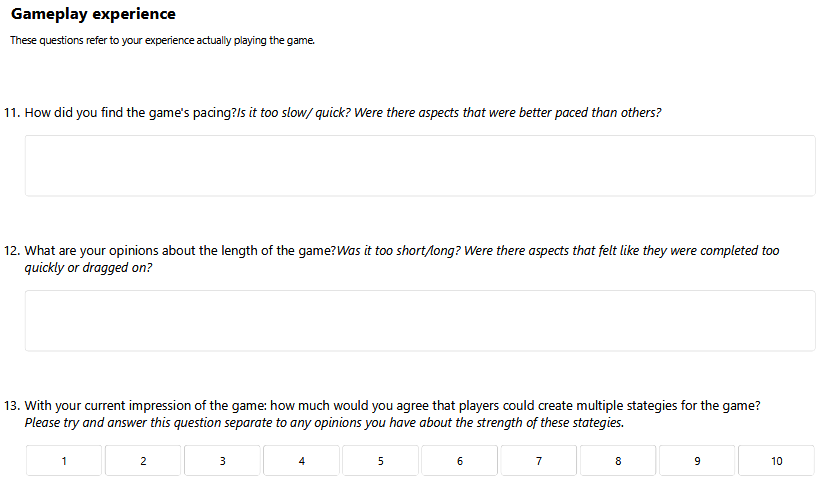 Gameplay experience
These questions refer to your experience actually playing the game.
11. How did you find the game's pacing?Is it too slow/ quick? Were there aspects that were better paced than others?
12. What are your opinions about the length of the game?Was it too short/long? Were there aspects that felt like they were completed too
quickly or dragged on?
13. With your current impression of the game: how much would you agree that players could create multiple stategies for the game?
Please try and answer this question separate to any opinions you have about the strength of these stategies.
1 2 3 4 5 6 7 8 9 10